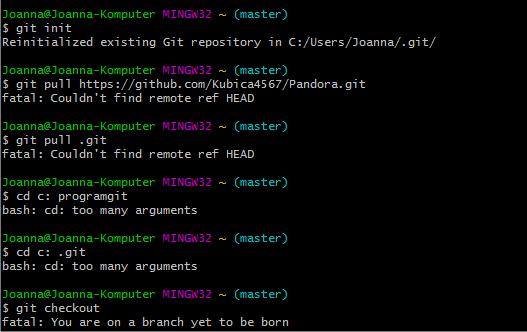 Joanna@Joanna-Komputer MINGW32 ~ (master)
$ git init
Reinitialized existing Git repository in C:/Users/Joanna/.git/
Joanna@Joanna-Komputer MINGW32 ~ (master)
$ git pull https://github.com/Kubica4567/Pandora.git
fatal: Couldn't find remote ref HEAD
Joanna@Joanna-Komputer MINGW32 ~ (master)
$ git pull .git
fatal: Couldn't find remote ref HEAD
Joanna@Joanna-Komputer MINGW32 ~ (master)
$ cd c: programgit
bash: cd: too many arguments
Joanna@Joanna-Komputer MINGW32 ~ (master)
$ cd c: .git
bash: cd: too many arguments
Joanna@Joanna-Komputer MINGW32 ~ (master)
$ git checkout
fatal: You are on a branch yet to be born